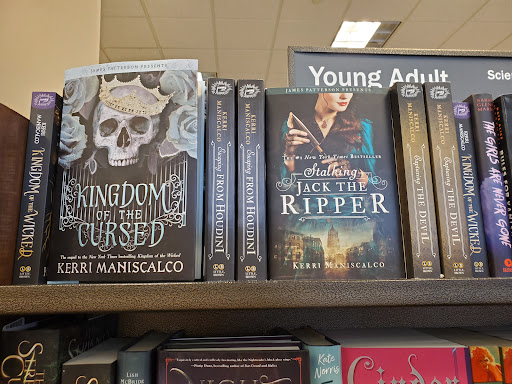 Young Adult
Scie
KERRI
MANISCALCO
KINGDOM
OF THE
WICKED
JAMES PATTERSON PRESENTS
KINGDOM
OF THE
CURSED
The sequel to the New York Times bestselling Kingdom of the Wicked
KERRI MANISCALCO
KERRI
MANISCALCO
Escaping FROM HOUDINI
KERRI
MANISCALCO
Escaping FROM HOUDINI
JAMES PATTERSON PRESENTS
#1 New York Times BESTSELLER
Stalking
JACK THE
RIPPER
KERRI MANISCALCO
KERRI
MANISCALCO
Capturing THE DEVIL
KERRI
MANISCALCO
Capturing THE DEVIL
KERRI
MANISCALCO
KINGDOM
OF THE
WICKED
THE GIRLS ARE NEVER GONE
LEIGH
Kate
Norris
Cinder